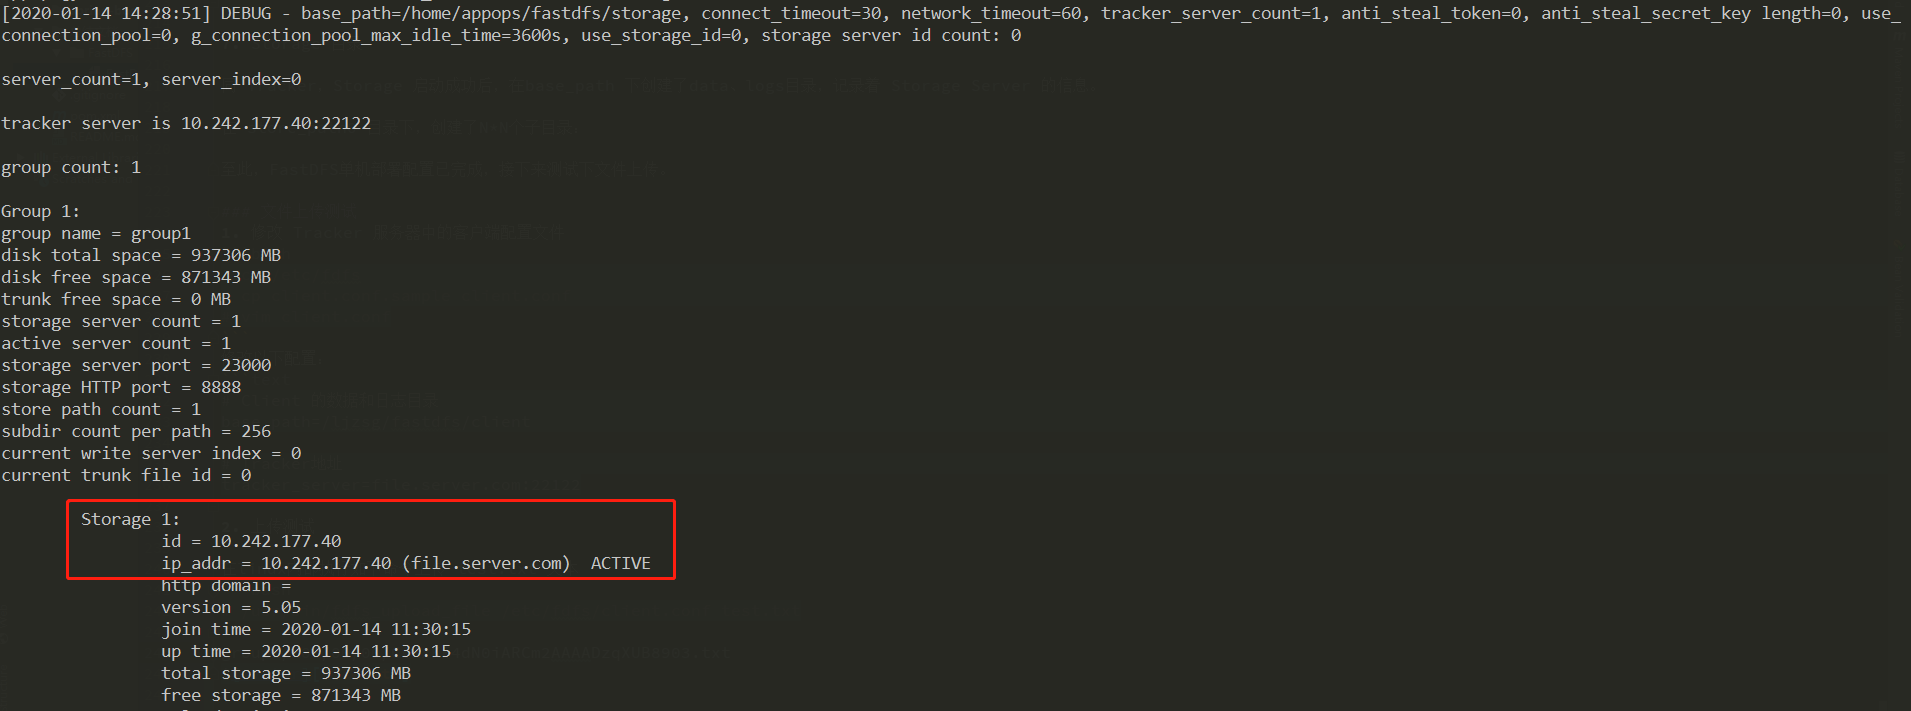 [2020-01-14 14:28:51] DEBUG - base_path=/home/appops/fastdfs/storage, connect_timeout=30, network_timeout=60, tracker_server_count=1, anti_steal_token=0, anti_steal_secret_key length=0, use_
connection_pool=0, g_connection_pool_max_idle_time=3600s, use_storage_id=0, storage server id count: 0
server_count=1, server_index=0
tracker server is 10.242.177.40:22122
group count: 1
Group 1:
group name = group1
disk total space = 937306 MB
disk free space = 871343 MB
trunk free space = 0 MB
storage server count = 1
active server count = 1
storage server port = 23000
storage HTTP port = 8888
store path count = 1
subdir count per path = 256
current write server index = 0
current trunk file id = 0
Storage 1:
id = 10.242.177.40
ip_addr = 10.242.177.40 (file.server.com)  ACTIVE
http domain =
version = 5.05
join time = 2020-01-14 11:30:15
up time = 2020-01-14 11:30:15
total storage = 937306 MB
free storage = 871343 MB